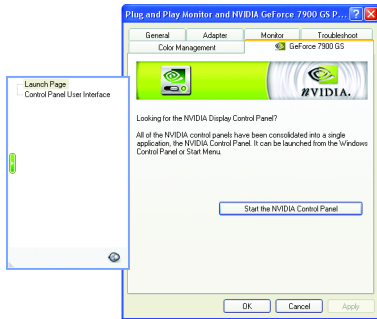 Plug and Play Monitor and NVIDIA GeForce 7900 GS P...
General Adapter Monitor Troubleshoot
Color Management GeForce 7900 GS
NVIDIA.
Launch Page
Control Panel User Interface
Looking for the NVIDIA Display Control Panel?
All of the NVIDIA control panels have been consolidated into a single
application, the NVIDIA Control Panel. It can be launched from the Windows
Control Panel or Start Menu.
Start the NVIDIA Control Panel
OK Cancel Apply